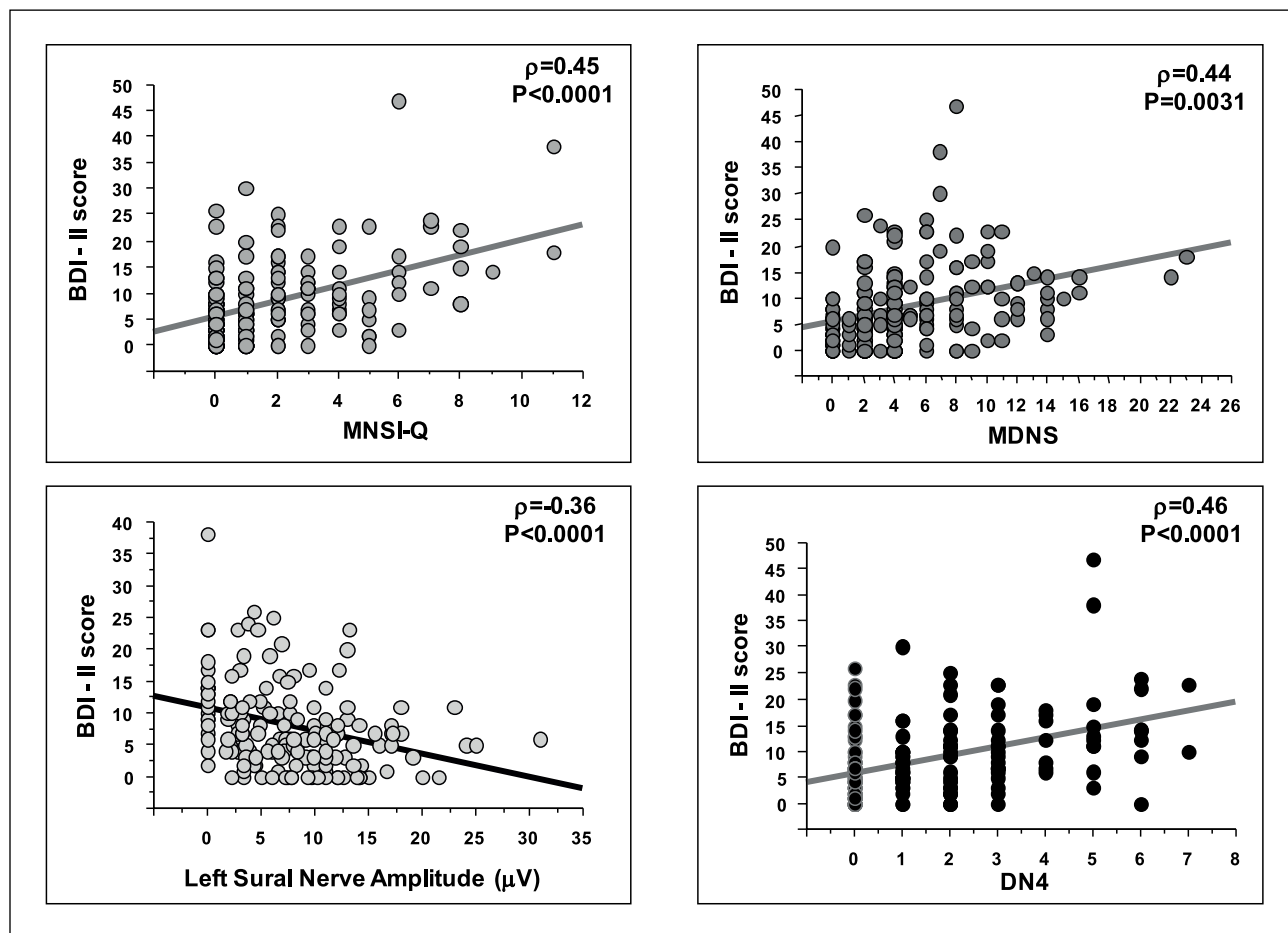 ρ=0.45
P<0.0001
BDI - II score
50
45
40
35
30
25
20
15
10
5
0
0 2 4 6 8 10 12
MNSI-Q
ρ=0.44
P=0.0031
BDI - II score
50
45
40
35
30
25
20
15
10
5
0
0 2 4 6 8 10 12 14 16 18 20 22 24 26
MDNS
ρ=-0.36
P<0.0001
BDI - II score
40
35
30
25
20
15
10
5
0
0 5 10 15 20 25 30 35
Left Sural Nerve Amplitude (μV)
ρ=0.46
P<0.0001
BDI - II score
50
45
40
35
30
25
20
15
10
5
0
0 1 2 3 4 5 6 7 8
DN4